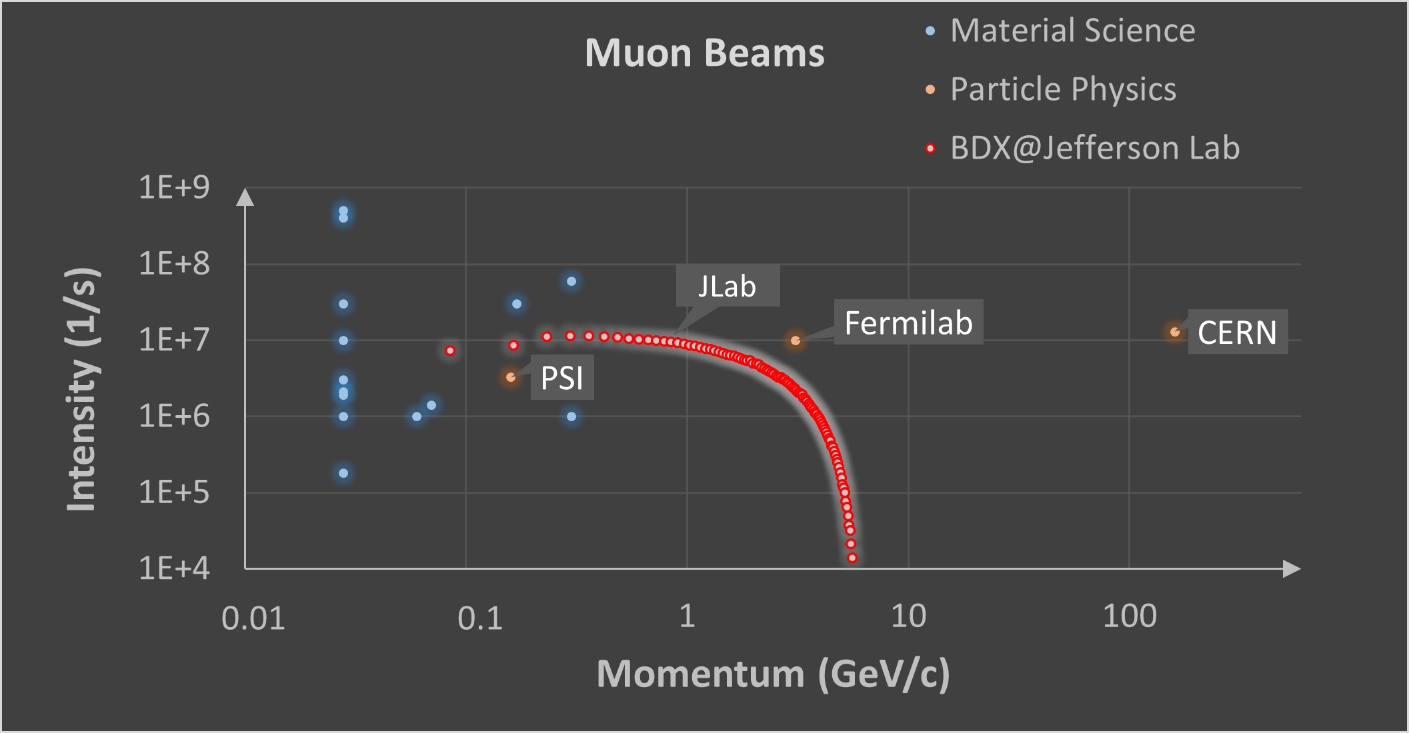 Muon Beams
Material Science
Particle Physics
BDX@Jefferson Lab
1E+9
1E+8
1E+7
1E+6
1E+5
1E+4
Intensity (1/s)
JLab
Fermilab
CERN
PSI
0.01
0.1
1
10
100
Momentum (GeV/c)